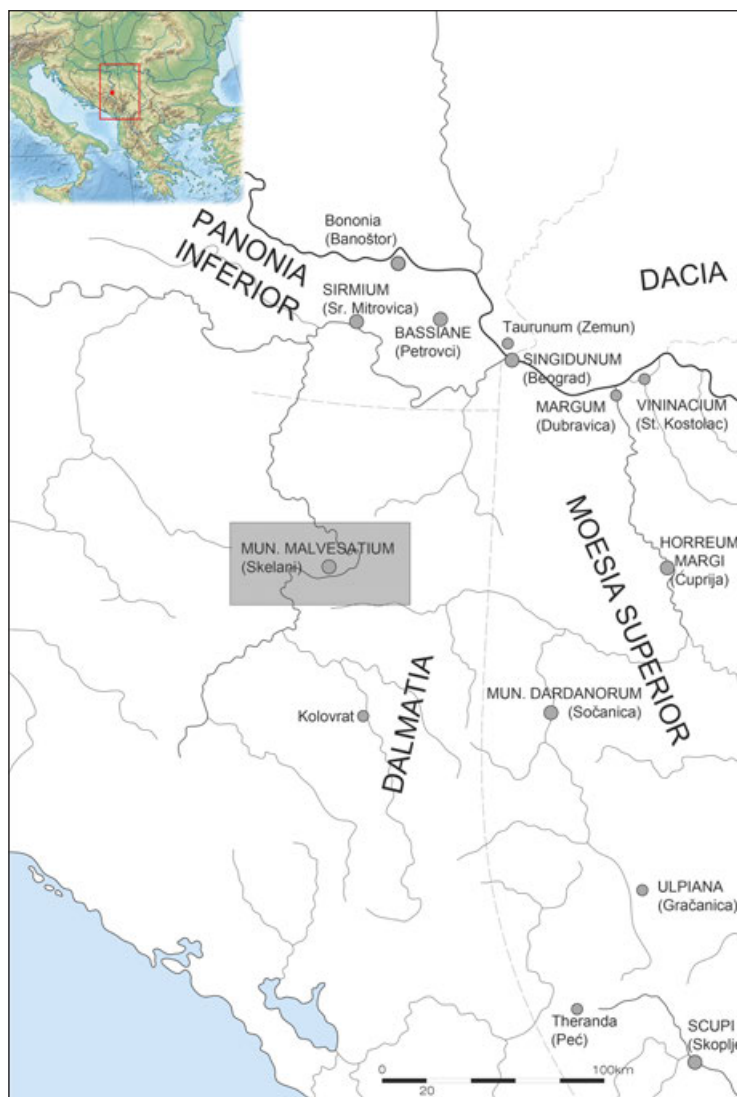 PANONIA
INFERIOR
Bononia
(Banoštor)
DACIA
SIRMIUM
(Sr. Mitrovica)
BASSIANE
(Petrovci)
Taurunum (Zemun)
SINGIDUNUM
(Beograd)
MARGUM
(Dubravica)
VININACIUM
(St. Kostolac)
MUN. MALVESATIUM
(Skelani)
HORREUM
MARGI
(Ćuprija)
MOESIA SUPERIOR
DALMATIA
MUN. DARDANORUM
(Sočanica)
Kolovrat
ULPIANA
(Gračanica)
Theranda
(Peć)
SCUPI
(Skoplje
0
100km
20